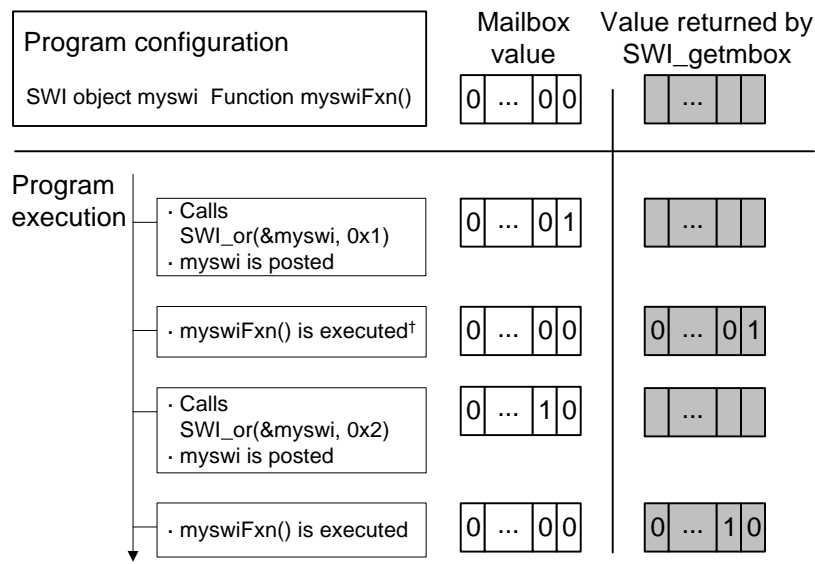 Program configuration
SWI object myswi Function myswiFxn()
Mailbox
value
Value returned by
SWI_getmbox
0 ... 0 0
...
Program
execution
· Calls
SWI_or(&myswi, 0x1)
· myswi is posted
0 ... 0 1
...
· myswiFxn() is executed†
0 ... 0 0
0 ... 0 1
· Calls
SWI_or(&myswi, 0x2)
· myswi is posted
0 ... 1 0
...
· myswiFxn() is executed
0 ... 0 0
0 ... 1 0